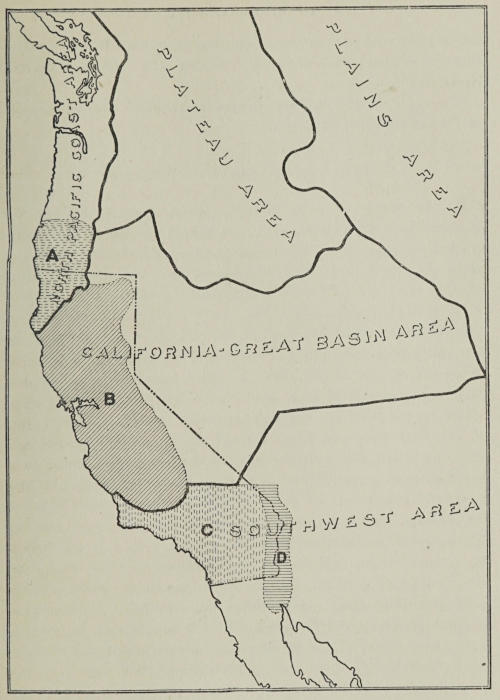 PLATEAU AREA
PLAINS AREA
NORTH PACIFIC COAST AREA
A
CALIFORNIA-GREAT BASIN AREA
B
C
SOUTHWEST AREA
D